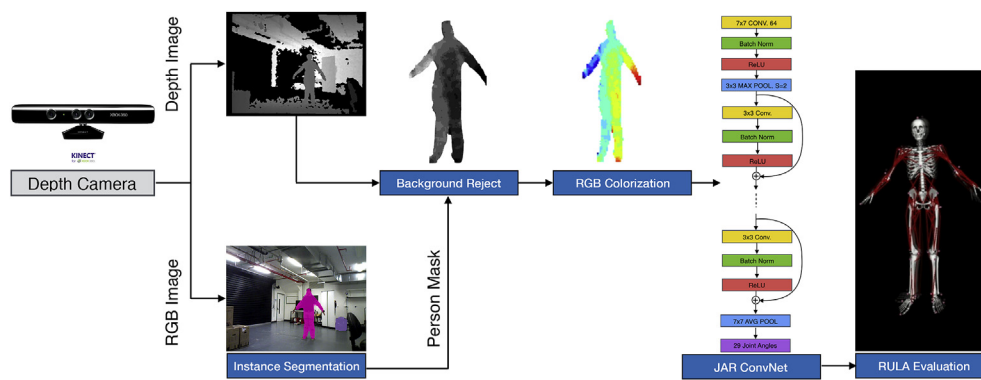 Depth Image
XBOX 360
KINECT
Depth Camera
RGB Image
Instance Segmentation
Person Mask
Background Reject
RGB Colorization
7x7 CONV. 64
Batch Norm
ReLU
3x3 MAX POOL, S=2
3x3 Conv.
Batch Norm
ReLU
3x3 Conv.
Batch Norm
ReLU
7x7 AVG POOL
29 Joint Angles
JAR ConvNet
RULA Evaluation